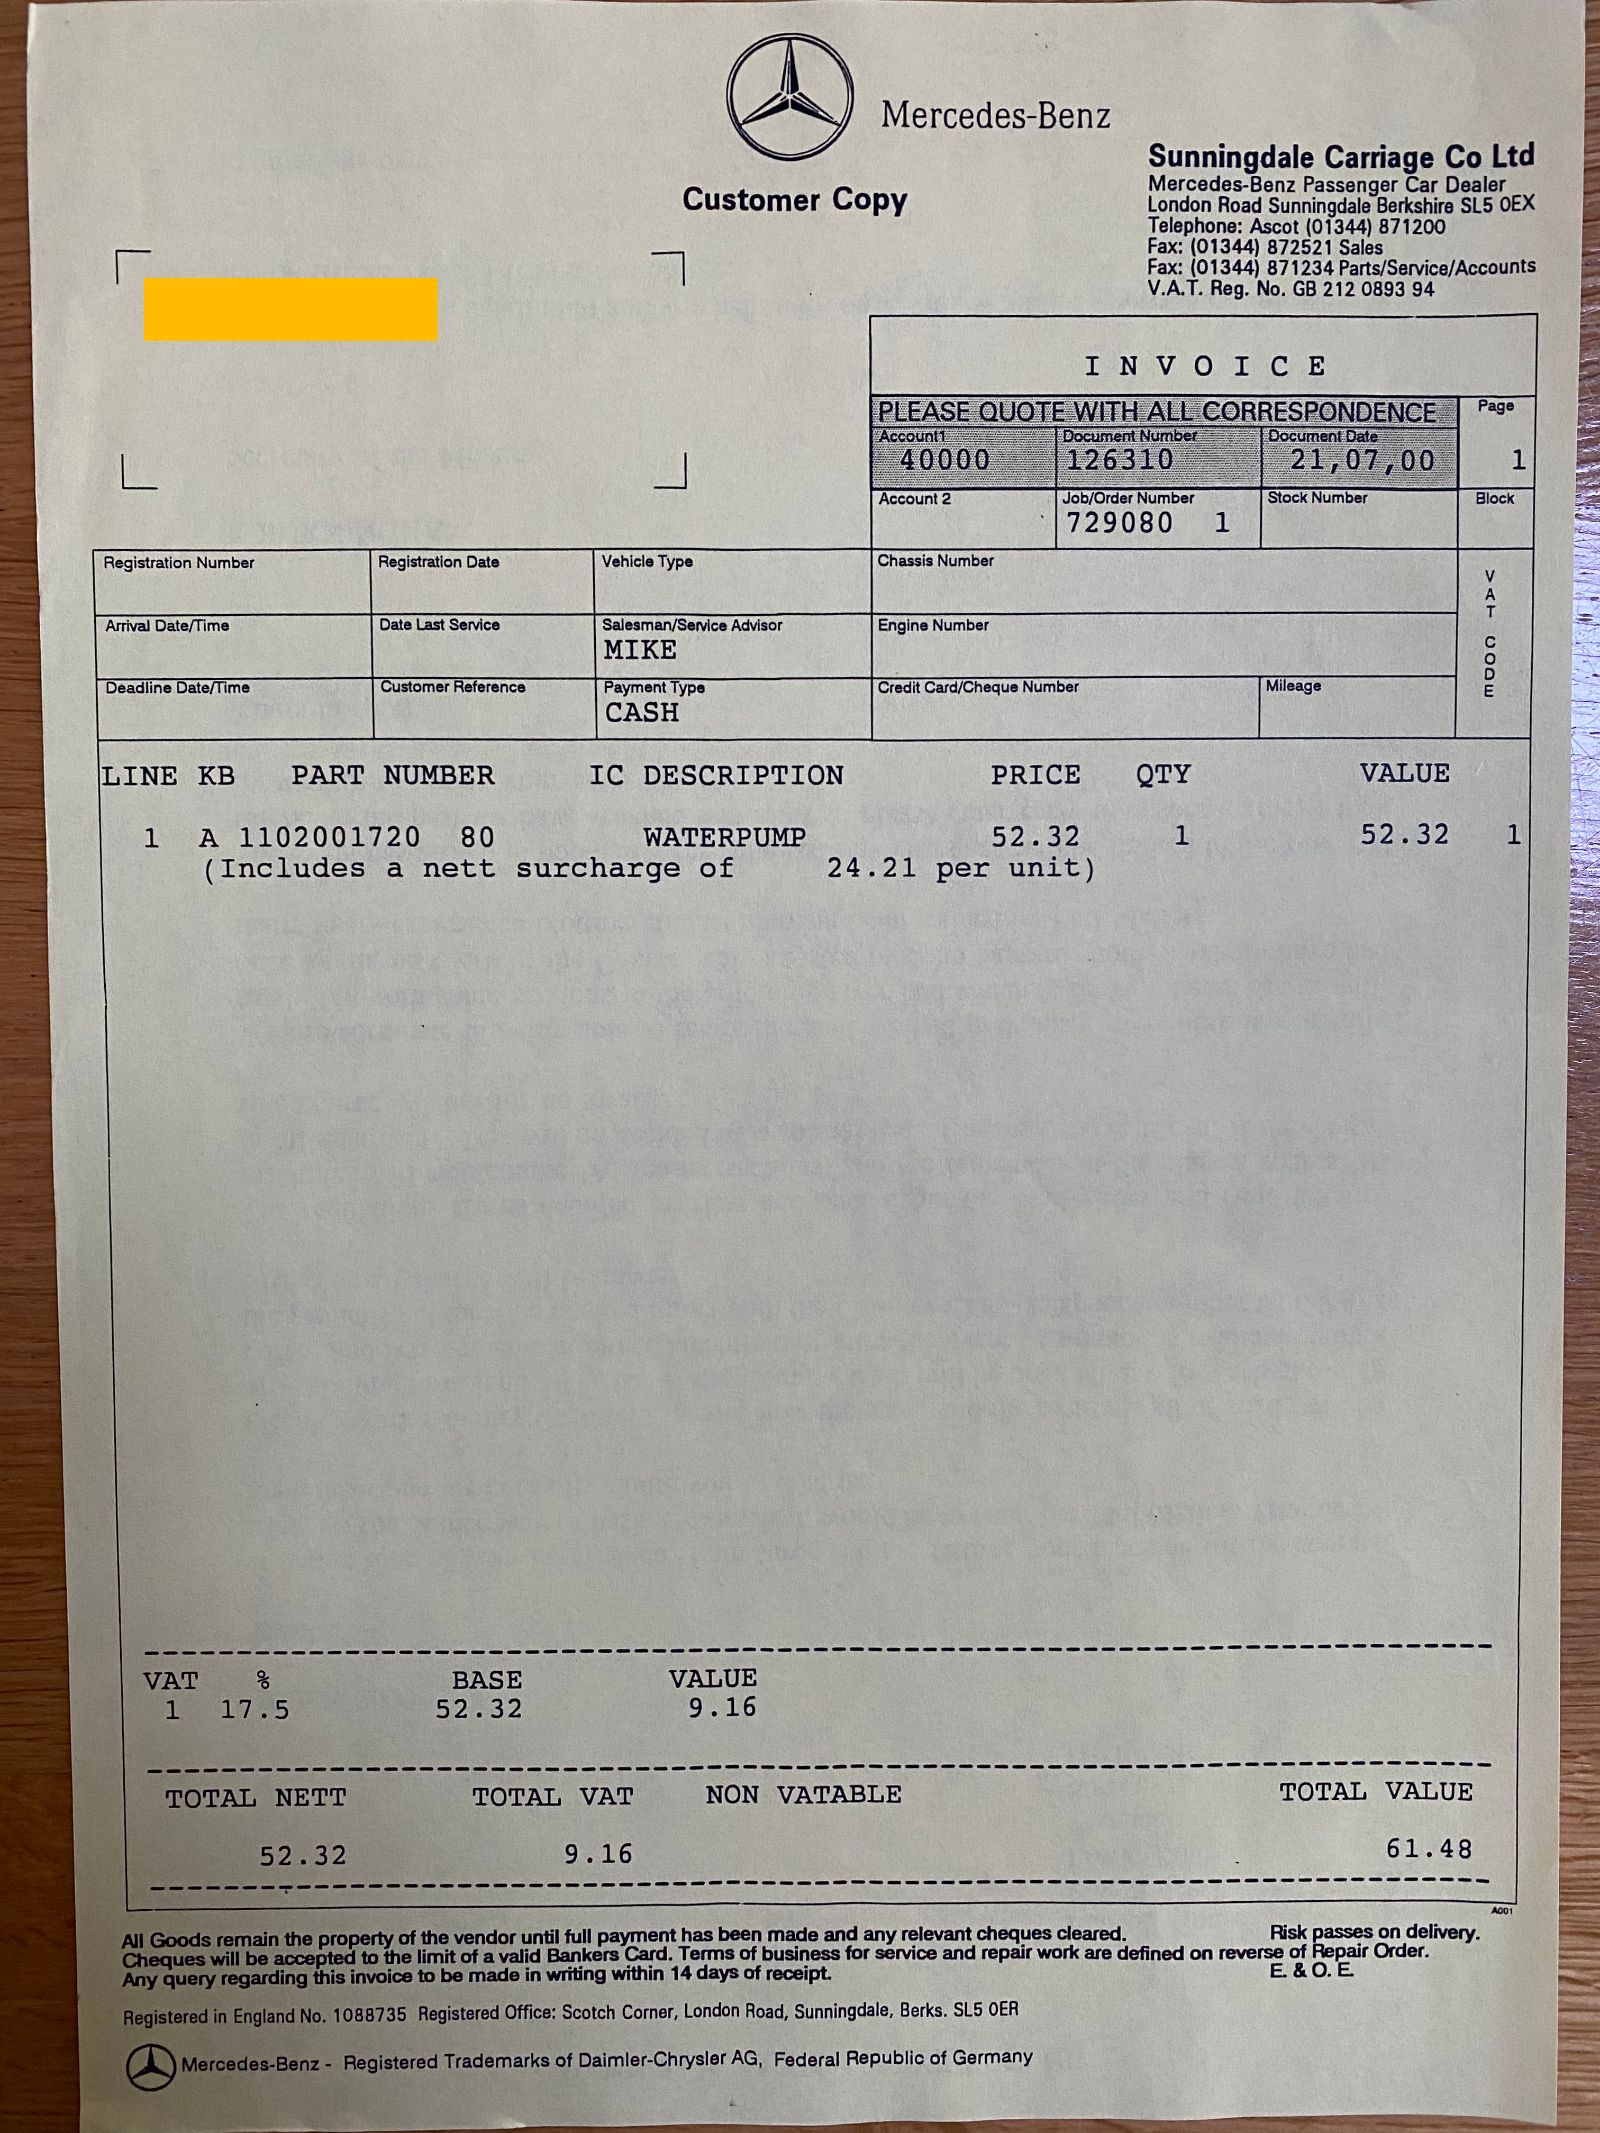 Mercedes-Benz
Customer Copy
Sunningdale Carriage Co Ltd
Mercedes-Benz Passenger Car Dealer
London Road Sunningdale Berkshire SL5 0EX
Telephone: Ascot (01344) 871200
Fax: (01344) 872521 Sales
Fax: (01344) 871234 Parts/Service/Accounts
V.A.T. Reg. No. GB 212 0893 94
I N V O I C E
PLEASE QUOTE WITH ALL CORRESPONDENCE Page
Account1 Document Number Document Date
40000 126310 21,07,00 1
Account 2 Job/Order Number Stock Number Block
729080 1
Registration Number Registration Date Vehicle Type Chassis Number VAT CODE
Arrival Date/Time Date Last Service Salesman/Service Advisor Engine Number
MIKE
Deadline Date/Time Customer Reference Payment Type Credit Card/Cheque Number Mileage
CASH
LINE KB PART NUMBER IC DESCRIPTION PRICE QTY VALUE
1 A 1102001720 80 WATERPUMP 52.32 1 52.32 1
(Includes a nett surcharge of 24.21 per unit)
VAT % BASE VALUE
1 17.5 52.32 9.16
TOTAL NETT TOTAL VAT NON VATABLE TOTAL VALUE
52.32 9.16 61.48
A001
All Goods remain the property of the vendor until full payment has been made and any relevant cheques cleared. Risk passes on delivery.
Cheques will be accepted to the limit of a valid Bankers Card. Terms of business for service and repair work are defined on reverse of Repair Order.
Any query regarding this invoice to be made in writing within 14 days of receipt. E. & O. E.
Registered in England No. 1088735 Registered Office: Scotch Corner, London Road, Sunningdale, Berks. SL5 0ER
Mercedes-Benz - Registered Trademarks of Daimler-Chrysler AG, Federal Republic of Germany